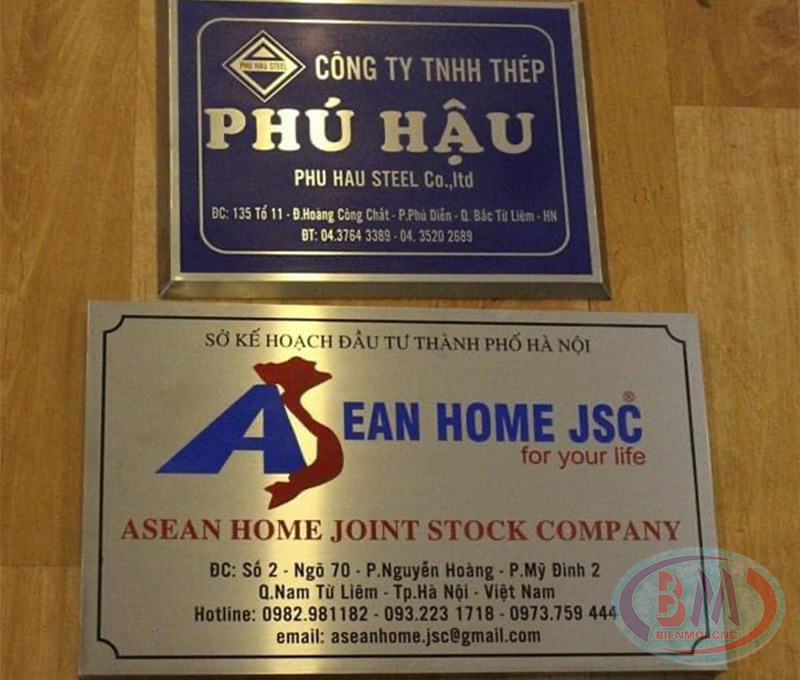 PHU HAU STEEL
CÔNG TY TNHH THÉP
PHÚ HẬU
PHU HAU STEEL Co.,ltd
ĐC: 135 Tổ 11 - Đ.Hoàng Công Chất - P.Phú Diễn - Q. Bắc Từ Liêm - HN
ĐT: 04.3764 3389 - 04. 3520 2689
SỞ KẾ HOẠCH ĐẦU TƯ THÀNH PHỐ HÀ NỘI
ASEAN HOME JSC®
for your life
ASEAN HOME JOINT STOCK COMPANY
ĐC: Số 2 - Ngõ 70 - P.Nguyễn Hoàng - P.Mỹ Đình 2
Q.Nam Từ Liêm - Tp.Hà Nội - Việt Nam
Hotline: 0982.981182 - 093.223 1718 - 0973.759 444
email: aseanhome.jsc@gmail.com
BM
BIENMOI.CNC